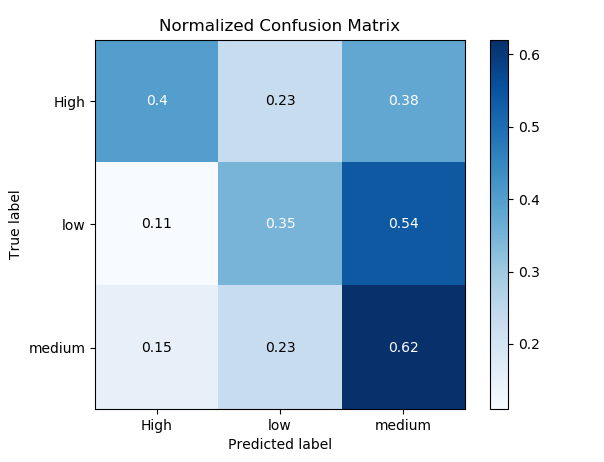 Normalized Confusion Matrix
High 0.4 0.23 0.38
low 0.11 0.35 0.54
medium 0.15 0.23 0.62
High low medium
Predicted label
True label
0.6
0.5
0.4
0.3
0.2